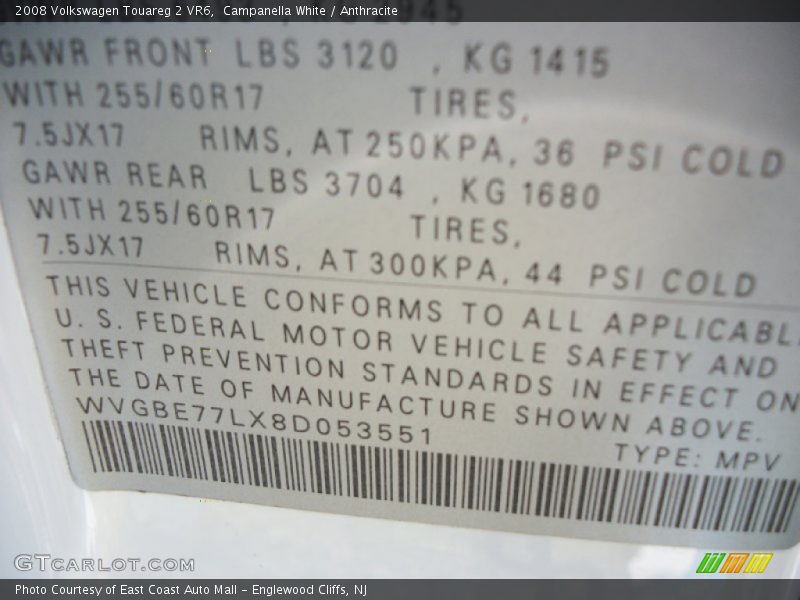 2008 Volkswagen Touareg 2 VR6, Campanella White / Anthracite
GAWR FRONT LBS 3120 , KG 1415
WITH 255/60R17 TIRES,
7.5JX17 RIMS, AT 250KPA, 36 PSI COLD
GAWR REAR LBS 3704 , KG 1680
WITH 255/60R17 TIRES,
7.5JX17 RIMS, AT 300KPA, 44 PSI COLD
THIS VEHICLE CONFORMS TO ALL APPLICABL
U. S. FEDERAL MOTOR VEHICLE SAFETY AND
THEFT PREVENTION STANDARDS IN EFFECT ON
THE DATE OF MANUFACTURE SHOWN ABOVE.
WVGBE77LX8D053551 TYPE: MPV
GTCARLOT.COM
Photo Courtesy of East Coast Auto Mall – Englewood Cliffs, NJ